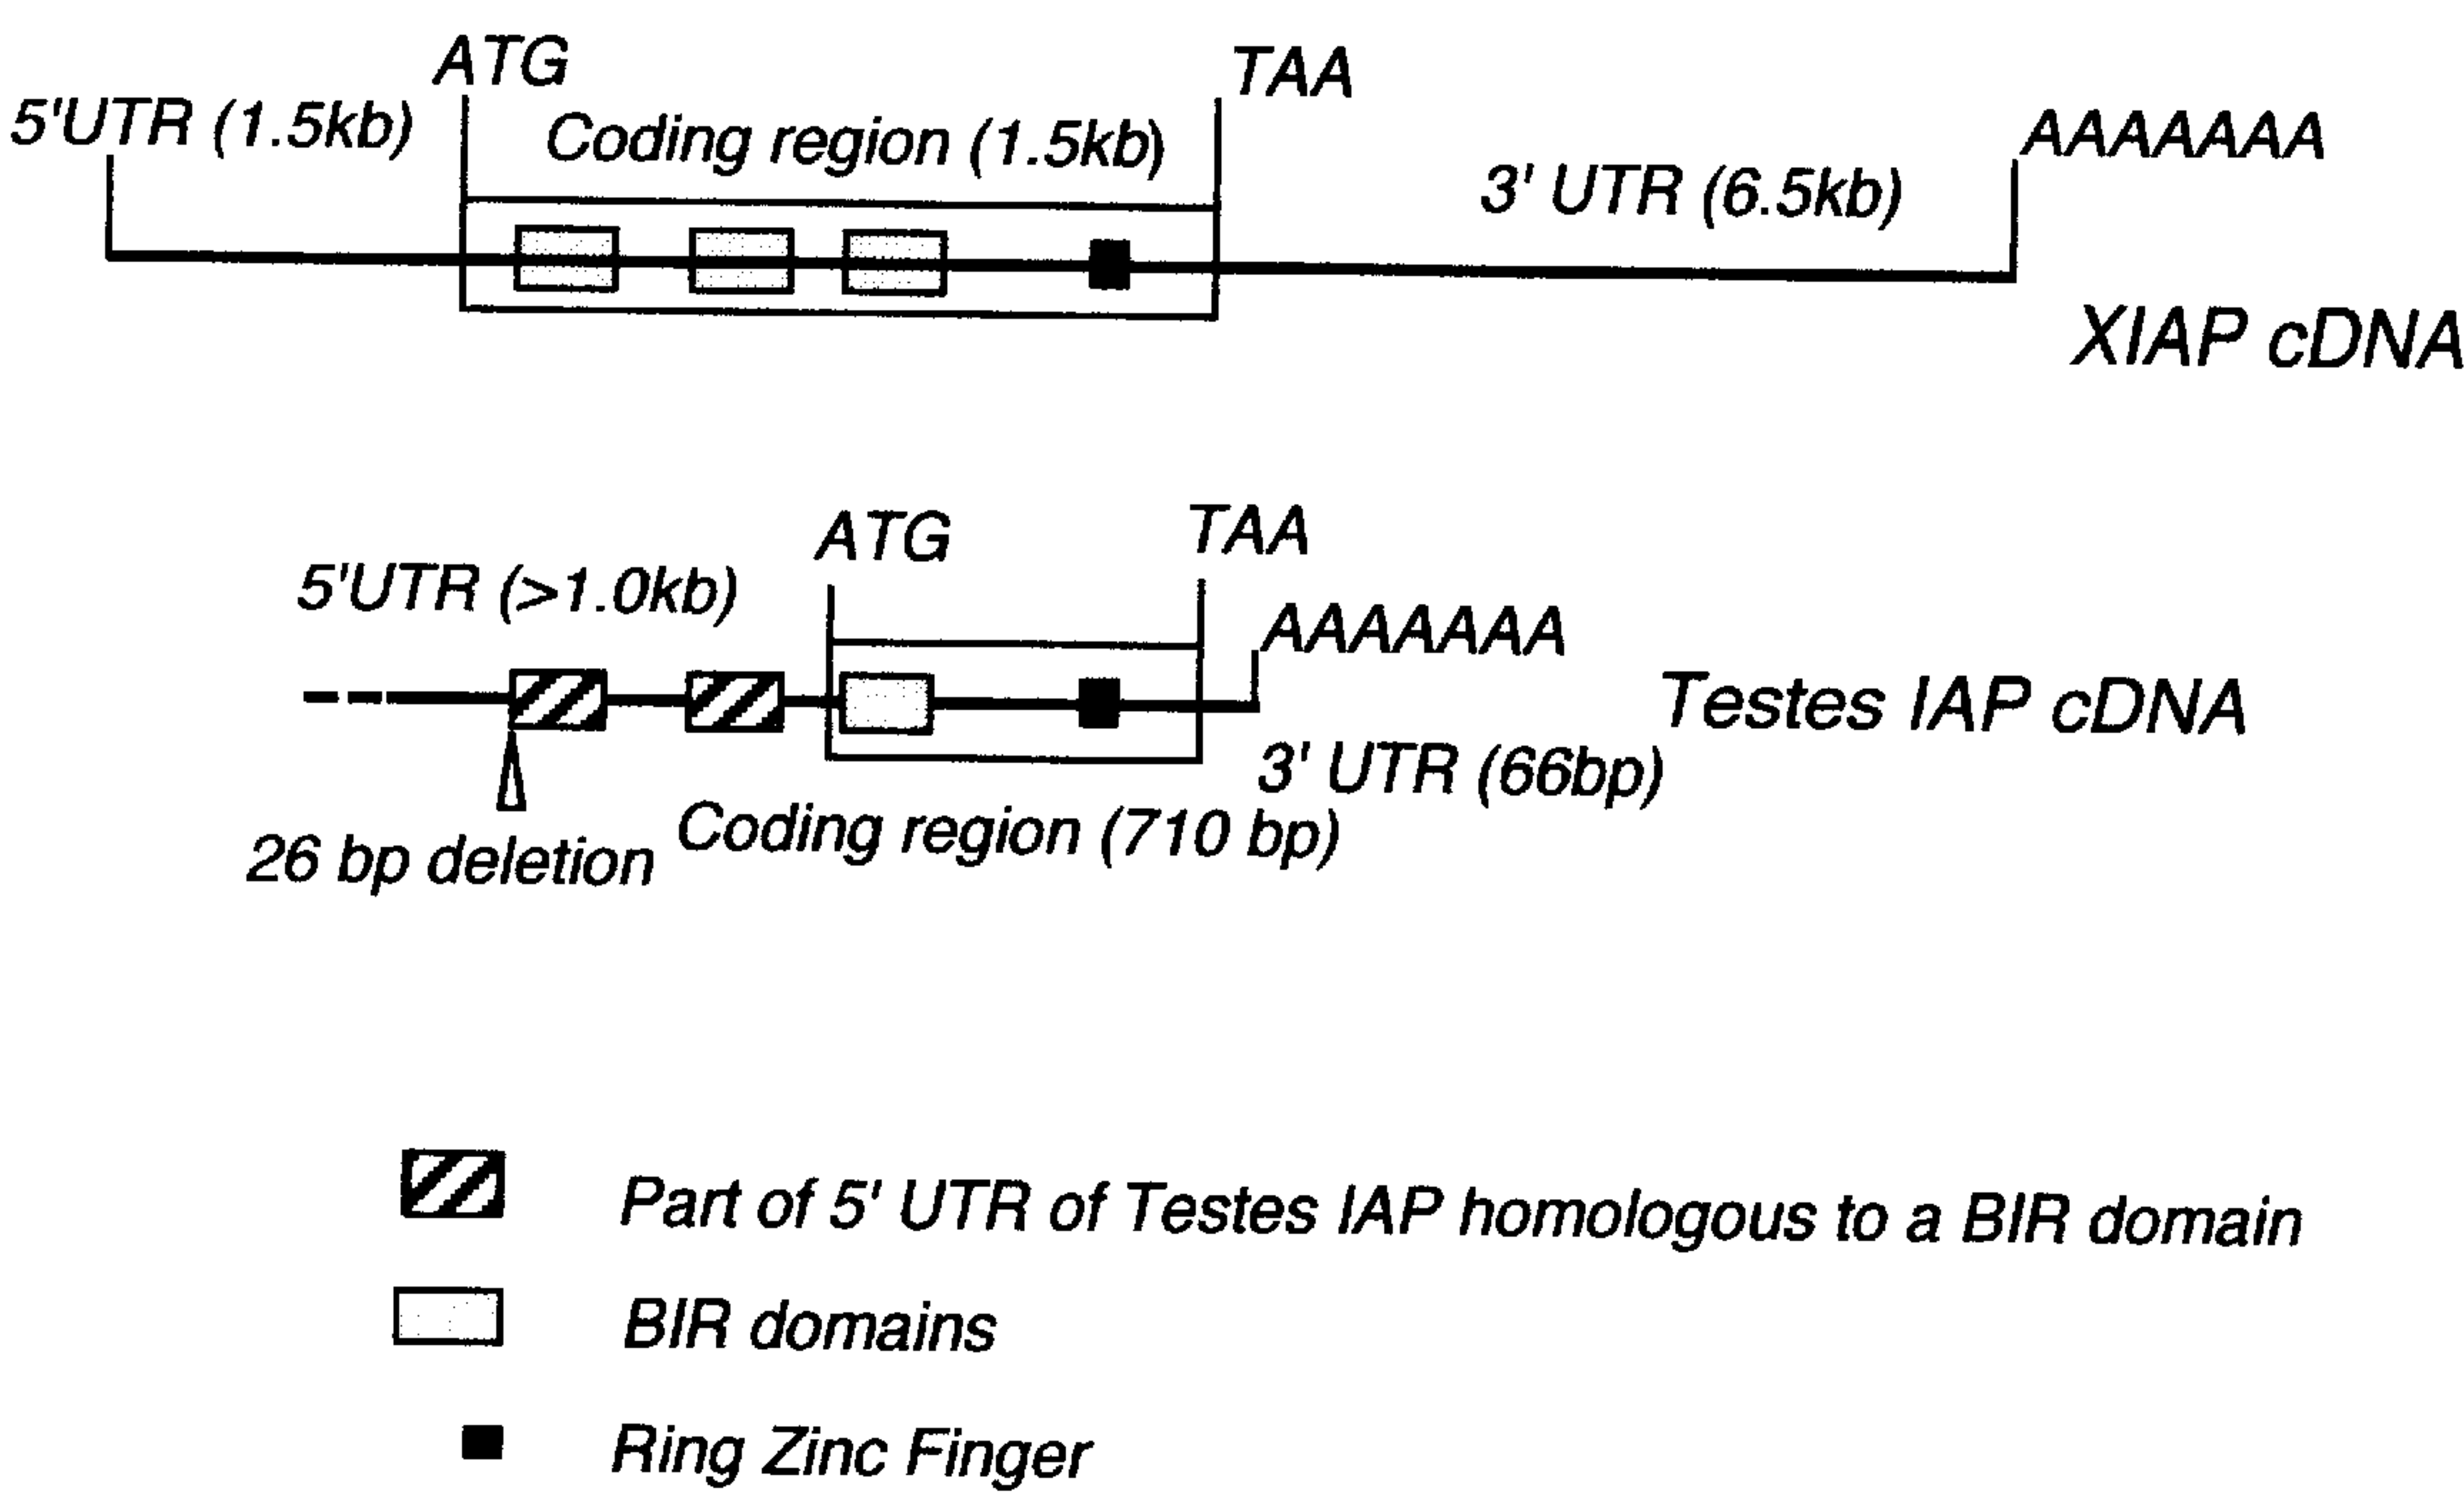 ATG
TAA
5'UTR (1.5kb)
Coding region (1.5kb)
AAAAAAA
3' UTR (6.5kb)
XIAP cDNA
ATG
TAA
5'UTR (>1.0kb)
AAAAAAA
Testes IAP cDNA
3' UTR (66bp)
Coding region (710 bp)
26 bp deletion
Part of 5' UTR of Testes IAP homologous to a BIR domain
BIR domains
Ring Zinc Finger